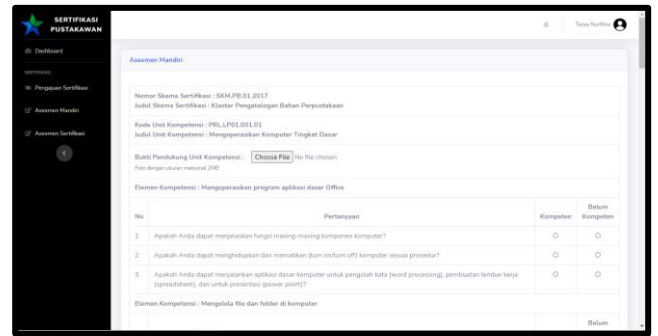 SERTIFIKASI
PUSTAKAWAN
Tasya Nurfitria
Dashboard
SERTIFIKASI
Pengajuan Sertifikasi
Asesmen Mandiri
Asesmen Sertifikasi
Asesmen Mandiri
Nomor Skema Sertifikasi : SKM.PB.01.2017
Judul Skema Sertifikasi : Klaster Pengatalogan Bahan Perpustakaan
Kode Unit Kompetensi : PRL.LP01.001.01
Judul Unit Kompetensi : Mengoperasikan Komputer Tingkat Dasar
Bukti Pendukung Unit Kompetensi : Choose File No file chosen
Foto dengan ukuran maksimal 2MB
Elemen Kompetensi : Mengoperasikan program aplikasi dasar Office
No Pertanyaan Kompeten Belum Kompeten
1. Apakah Anda dapat menjelaskan fungsi masing-masing komponen komputer?
2. Apakah Anda dapat menghidupkan dan mematikan (turn on/turn off) komputer sesuai prosedur?
3. Apakah Anda dapat menjalankan aplikasi dasar komputer untuk pengolah kata (word processing), pembuatan lembar kerja
(spreadsheet), dan untuk presentasi (power point)?
Elemen Kompetensi : Mengelola file dan folder di komputer
Belum